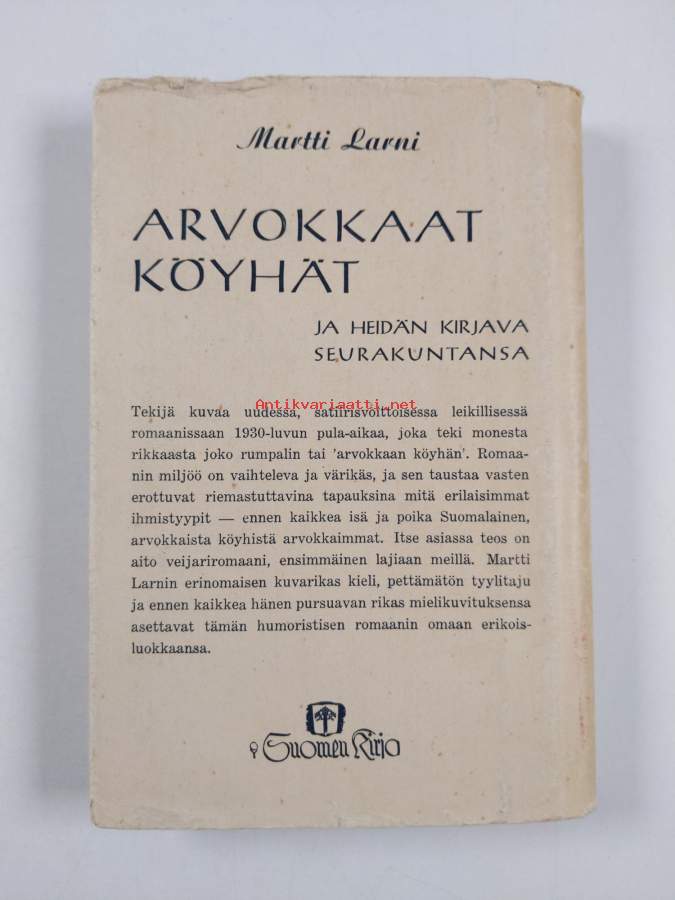 Martti Larni
ARVOKKAAT
KÖYHÄT
JA HEIDÄN KIRJAVA
SEURAKUNTANSA
Antikvariaatti.net
Tekijä kuvaa uudessa, satiirisvoittoisessa leikillisessä
romaanissaan 1930-luvun pula-aikaa, joka teki monesta
rikkaasta joko rumpalin tai 'arvokkaan köyhän'. Romaa-
nin miljöö on vaihteleva ja värikäs, ja sen taustaa vasten
erottuvat riemastuttavina tapauksina mitä erilaisimmat
ihmistyypit — ennen kaikkea isä ja poika Suomalainen,
arvokkaista köyhistä arvokkaimmat. Itse asiassa teos on
aito veijariromaani, ensimmäinen lajiaan meillä. Martti
Larnin erinomaisen kuvarikas kieli, pettämätön tyylitaju
ja ennen kaikkea hänen pursuavan rikas mielikuvituksensa
asettavat tämän humoristisen romaanin omaan erikois-
luokkaansa.
Suomen Kirja